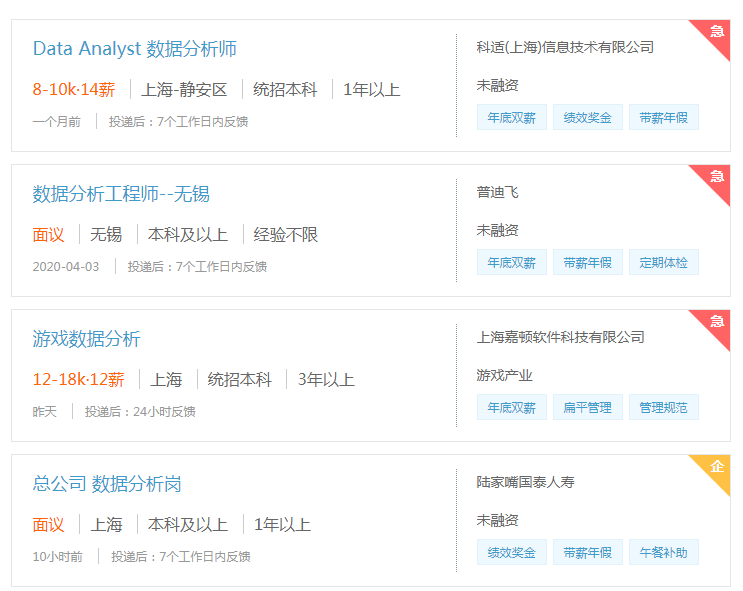 Data Analyst 数据分析师
8-10k·14薪 上海-静安区 统招本科 1年以上
一个月前 投递后：7个工作日内反馈
科适(上海)信息技术有限公司
未融资
年底双薪 绩效奖金 带薪年假
急
数据分析工程师--无锡
面议 无锡 本科及以上 经验不限
2020-04-03 投递后：7个工作日内反馈
普迪飞
未融资
年底双薪 带薪年假 定期体检
急
游戏数据分析
12-18k·12薪 上海 统招本科 3年以上
昨天 投递后：24小时反馈
上海嘉顿软件科技有限公司
游戏产业
年底双薪 扁平管理 管理规范
急
总公司 数据分析岗
面议 上海 本科及以上 1年以上
10小时前 投递后：7个工作日内反馈
陆家嘴国泰人寿
未融资
绩效奖金 带薪年假 午餐补助
企